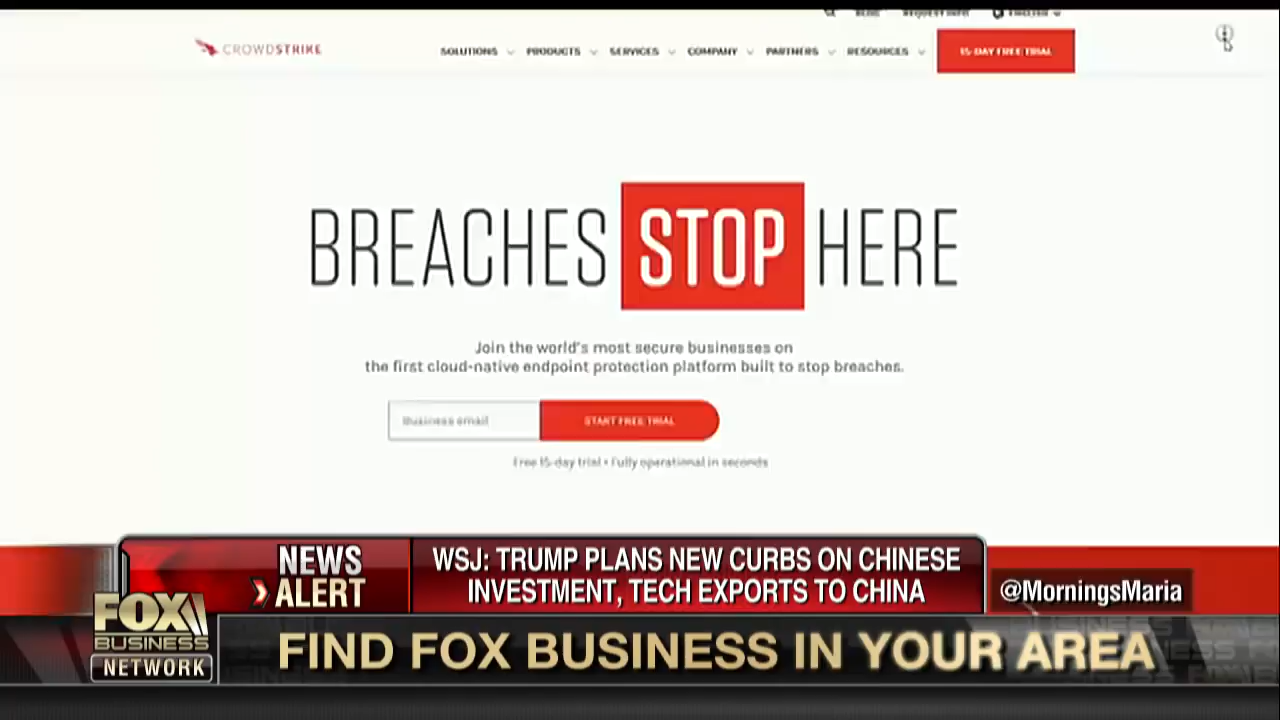 CROWDSTRIKE
SOLUTIONS PRODUCTS SERVICES COMPANY PARTNERS RESOURCES 15-DAY FREE TRIAL
BREACHES STOP HERE
Join the world's most secure businesses on
the first cloud-native endpoint protection platform built to stop breaches.
Business email START FREE TRIAL
Free 15-day trial • Fully operational in seconds
NEWS ALERT
WSJ: TRUMP PLANS NEW CURBS ON CHINESE
INVESTMENT, TECH EXPORTS TO CHINA
@MorningsMaria
FOX
BUSINESS
NETWORK
FIND FOX BUSINESS IN YOUR AREA